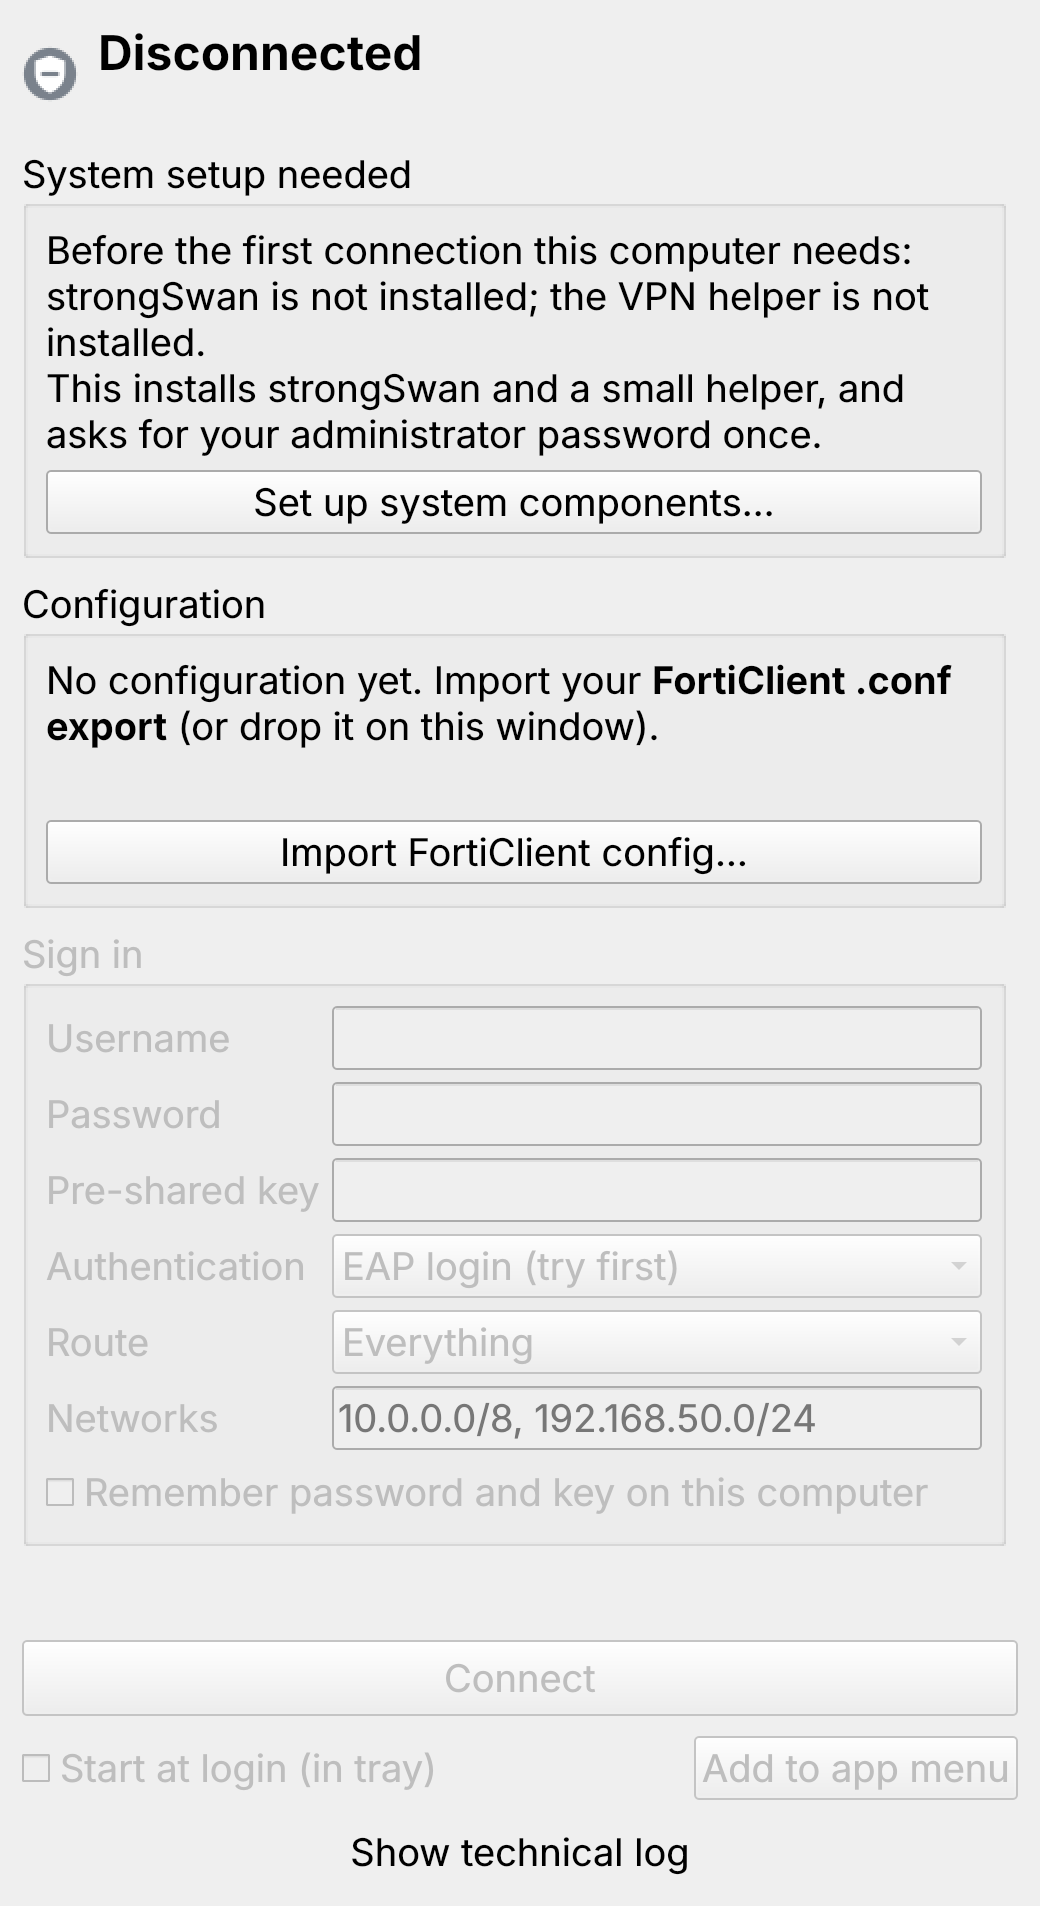 Disconnected
System setup needed
Before the first connection this computer needs:
strongSwan is not installed; the VPN helper is not
installed.
This installs strongSwan and a small helper, and
asks for your administrator password once.
Set up system components...
Configuration
No configuration yet. Import your FortiClient .conf
export (or drop it on this window).
Import FortiClient config...
Sign in
Username
Password
Pre-shared key
Authentication EAP login (try first)
Route Everything
Networks 10.0.0.0/8, 192.168.50.0/24
Remember password and key on this computer
Connect
Start at login (in tray) Add to app menu
Show technical log